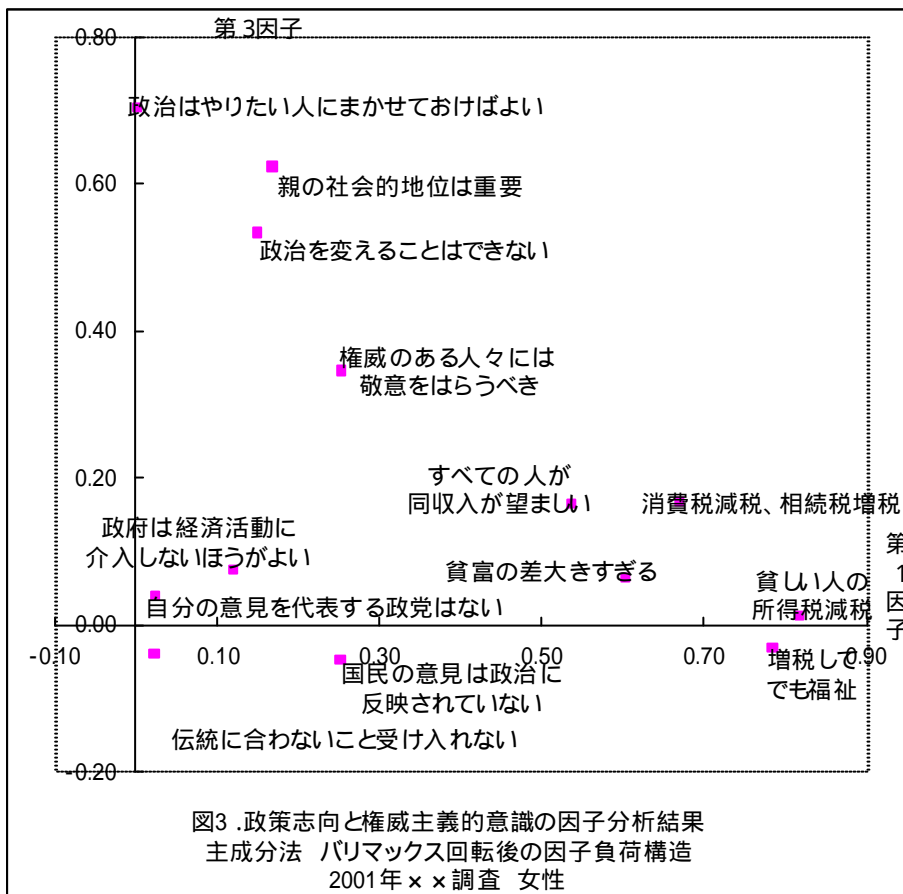 第3因子
0.80
政治はやりたい人にまかせておけばよい
0.60
親の社会的地位は重要
政治を変えることはできない
0.40
権威のある人々には
敬意をはらうべき
0.20
すべての人が
同収入が望ましい
消費税減税、相続税増税
政府は経済活動に
介入しないほうがよい
貧富の差大きすぎる
貧しい人の
所得税減税
第
1
因
子
自分の意見を代表する政党はない
0.00
-0.10
0.10
0.30
0.50
0.70
0.90
国民の意見は政治に
反映されていない
増税して
でも福祉
伝統に合わないこと受け入れない
-0.20
図3 .政策志向と権威主義的意識の因子分析結果
主成分法 バリマックス回転後の因子負荷構造
2001年××調査 女性